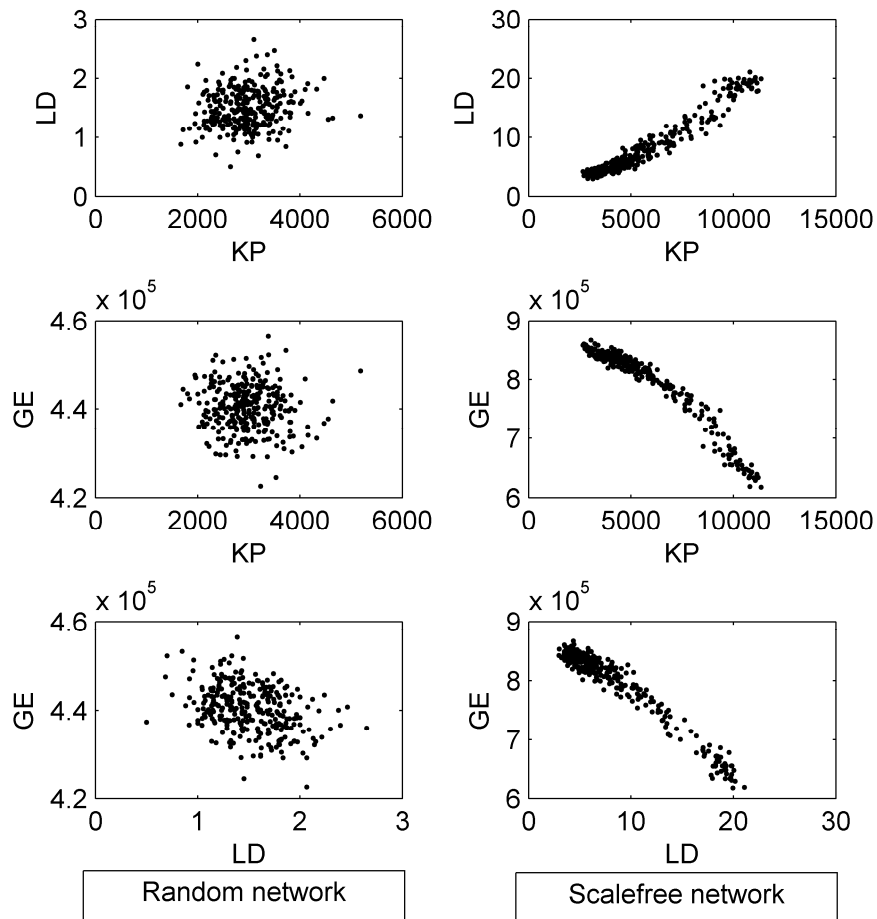 3
2
1
0
LD
0 2000 4000 6000
KP
30
20
10
0
LD
0 5000 10000 15000
KP
x 10^5
4.6
4.4
4.2
GE
0 2000 4000 6000
KP
x 10^5
9
8
7
6
GE
0 5000 10000 15000
KP
x 10^5
4.6
4.4
4.2
GE
0 1 2 3
LD
x 10^5
9
8
7
6
GE
0 10 20 30
LD
Random network
Scalefree network